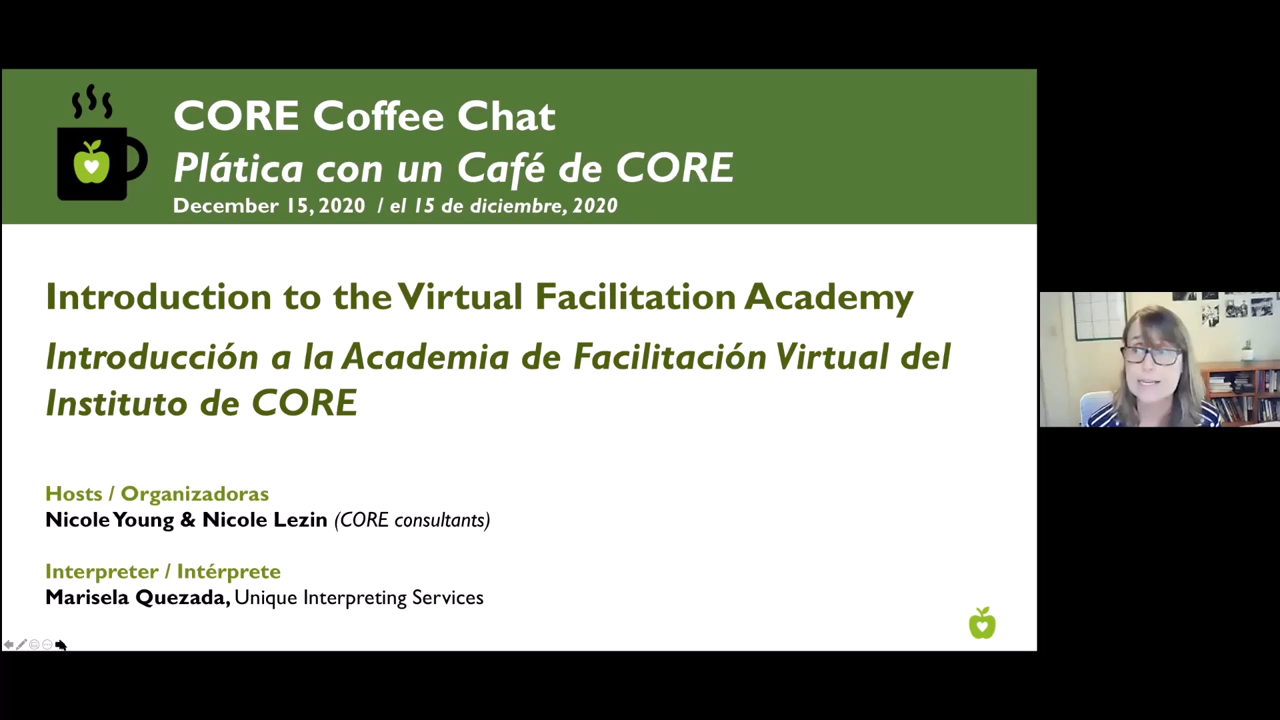 CORE Coffee Chat
Plática con un Café de CORE
December 15, 2020 / el 15 de diciembre, 2020
Introduction to the Virtual Facilitation Academy
Introducción a la Academia de Facilitación Virtual del
Instituto de CORE
Hosts / Organizadoras
Nicole Young & Nicole Lezin (CORE consultants)
Interpreter / Intérprete
Marisela Quezada, Unique Interpreting Services